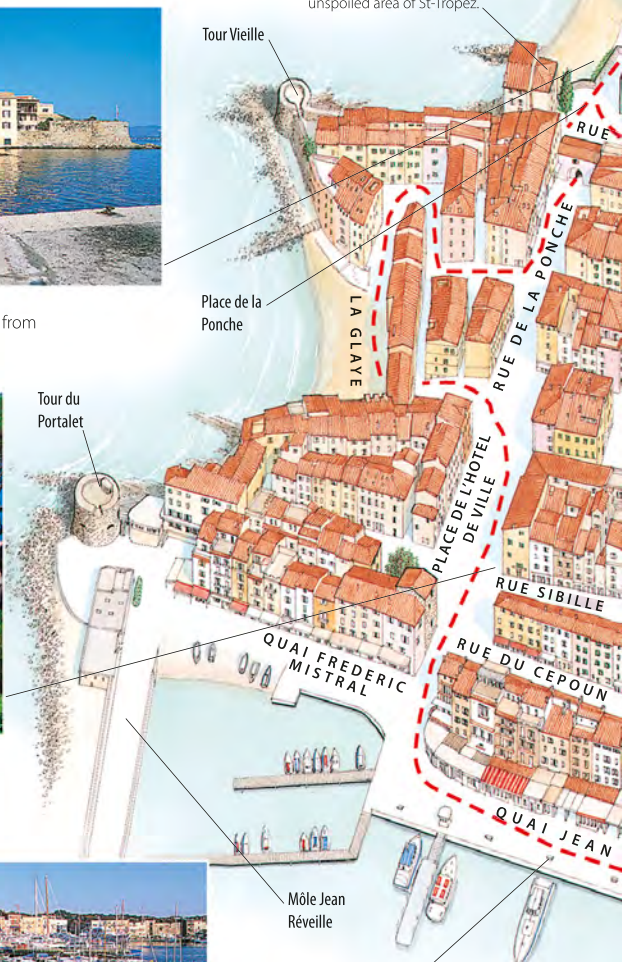 unspoiled area of St-Tropez.
Tour Vieille
RUE
Place de la
Ponche
from
LA GLAYE
RUE DE LA PONCHE
Tour du
Portalet
PLACE DE L'HOTEL
DE VILLE
RUE SIBILLE
RUE DU CEPOUN
QUAI FREDERIC
MISTRAL
QUAI JEAN
Môle Jean
Réveille